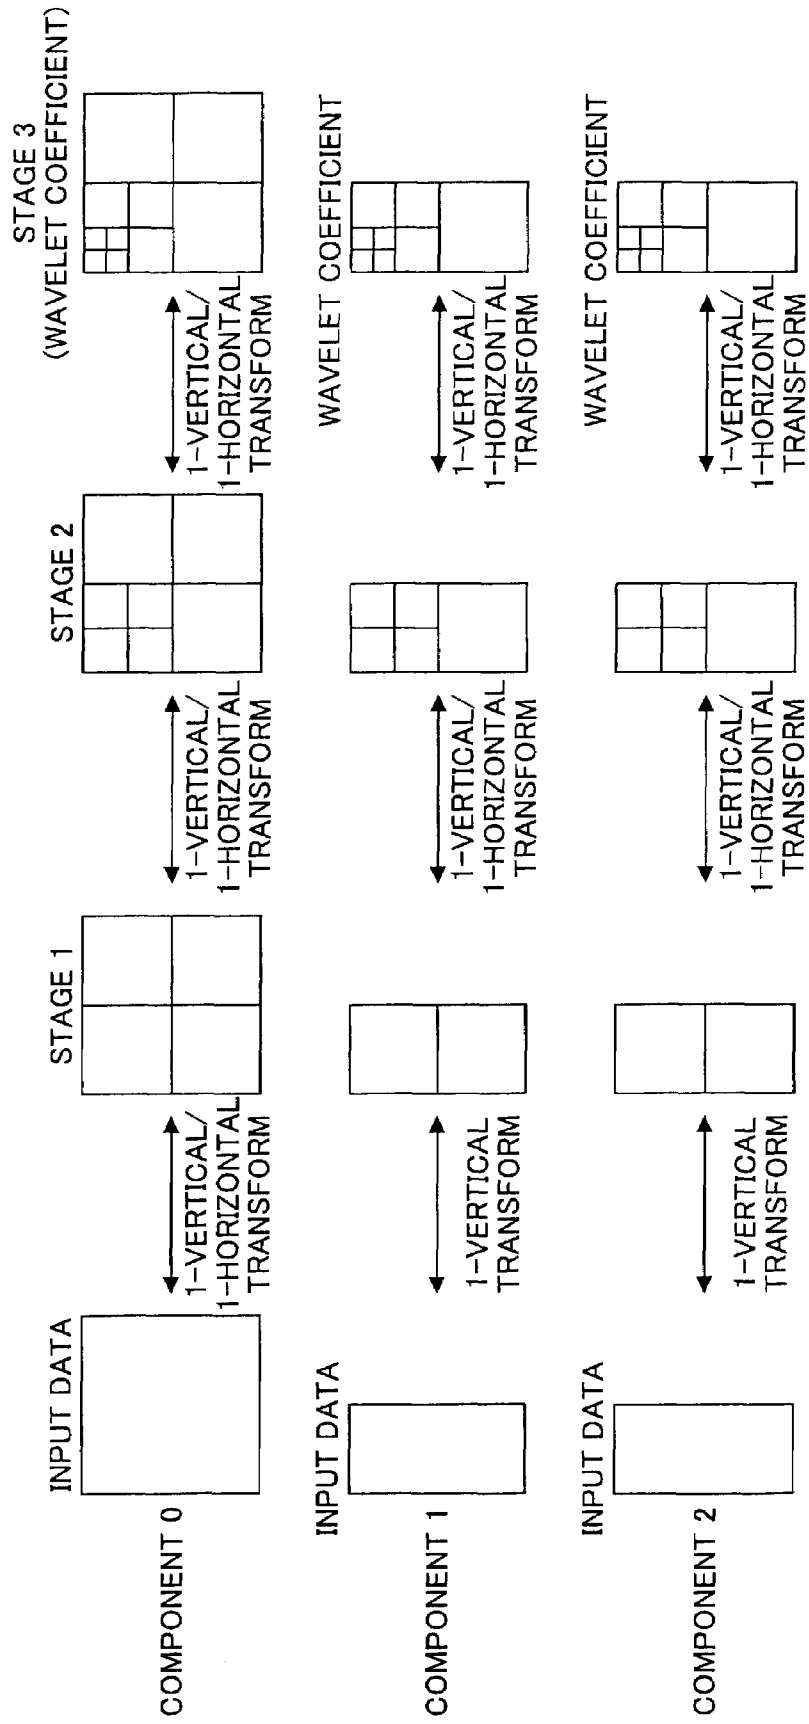 INPUT DATA
STAGE 1
STAGE 2
STAGE 3
(WAVELET COEFFICIENT)
COMPONENT 0
1-VERTICAL/
1-HORIZONTAL
TRANSFORM
1-VERTICAL/
1-HORIZONTAL
TRANSFORM
1-VERTICAL/
1-HORIZONTAL
TRANSFORM
INPUT DATA
WAVELET COEFFICIENT
COMPONENT 1
1-VERTICAL
TRANSFORM
1-VERTICAL/
1-HORIZONTAL
TRANSFORM
1-VERTICAL/
1-HORIZONTAL
TRANSFORM
INPUT DATA
WAVELET COEFFICIENT
COMPONENT 2
1-VERTICAL
TRANSFORM
1-VERTICAL/
1-HORIZONTAL
TRANSFORM
1-VERTICAL/
1-HORIZONTAL
TRANSFORM